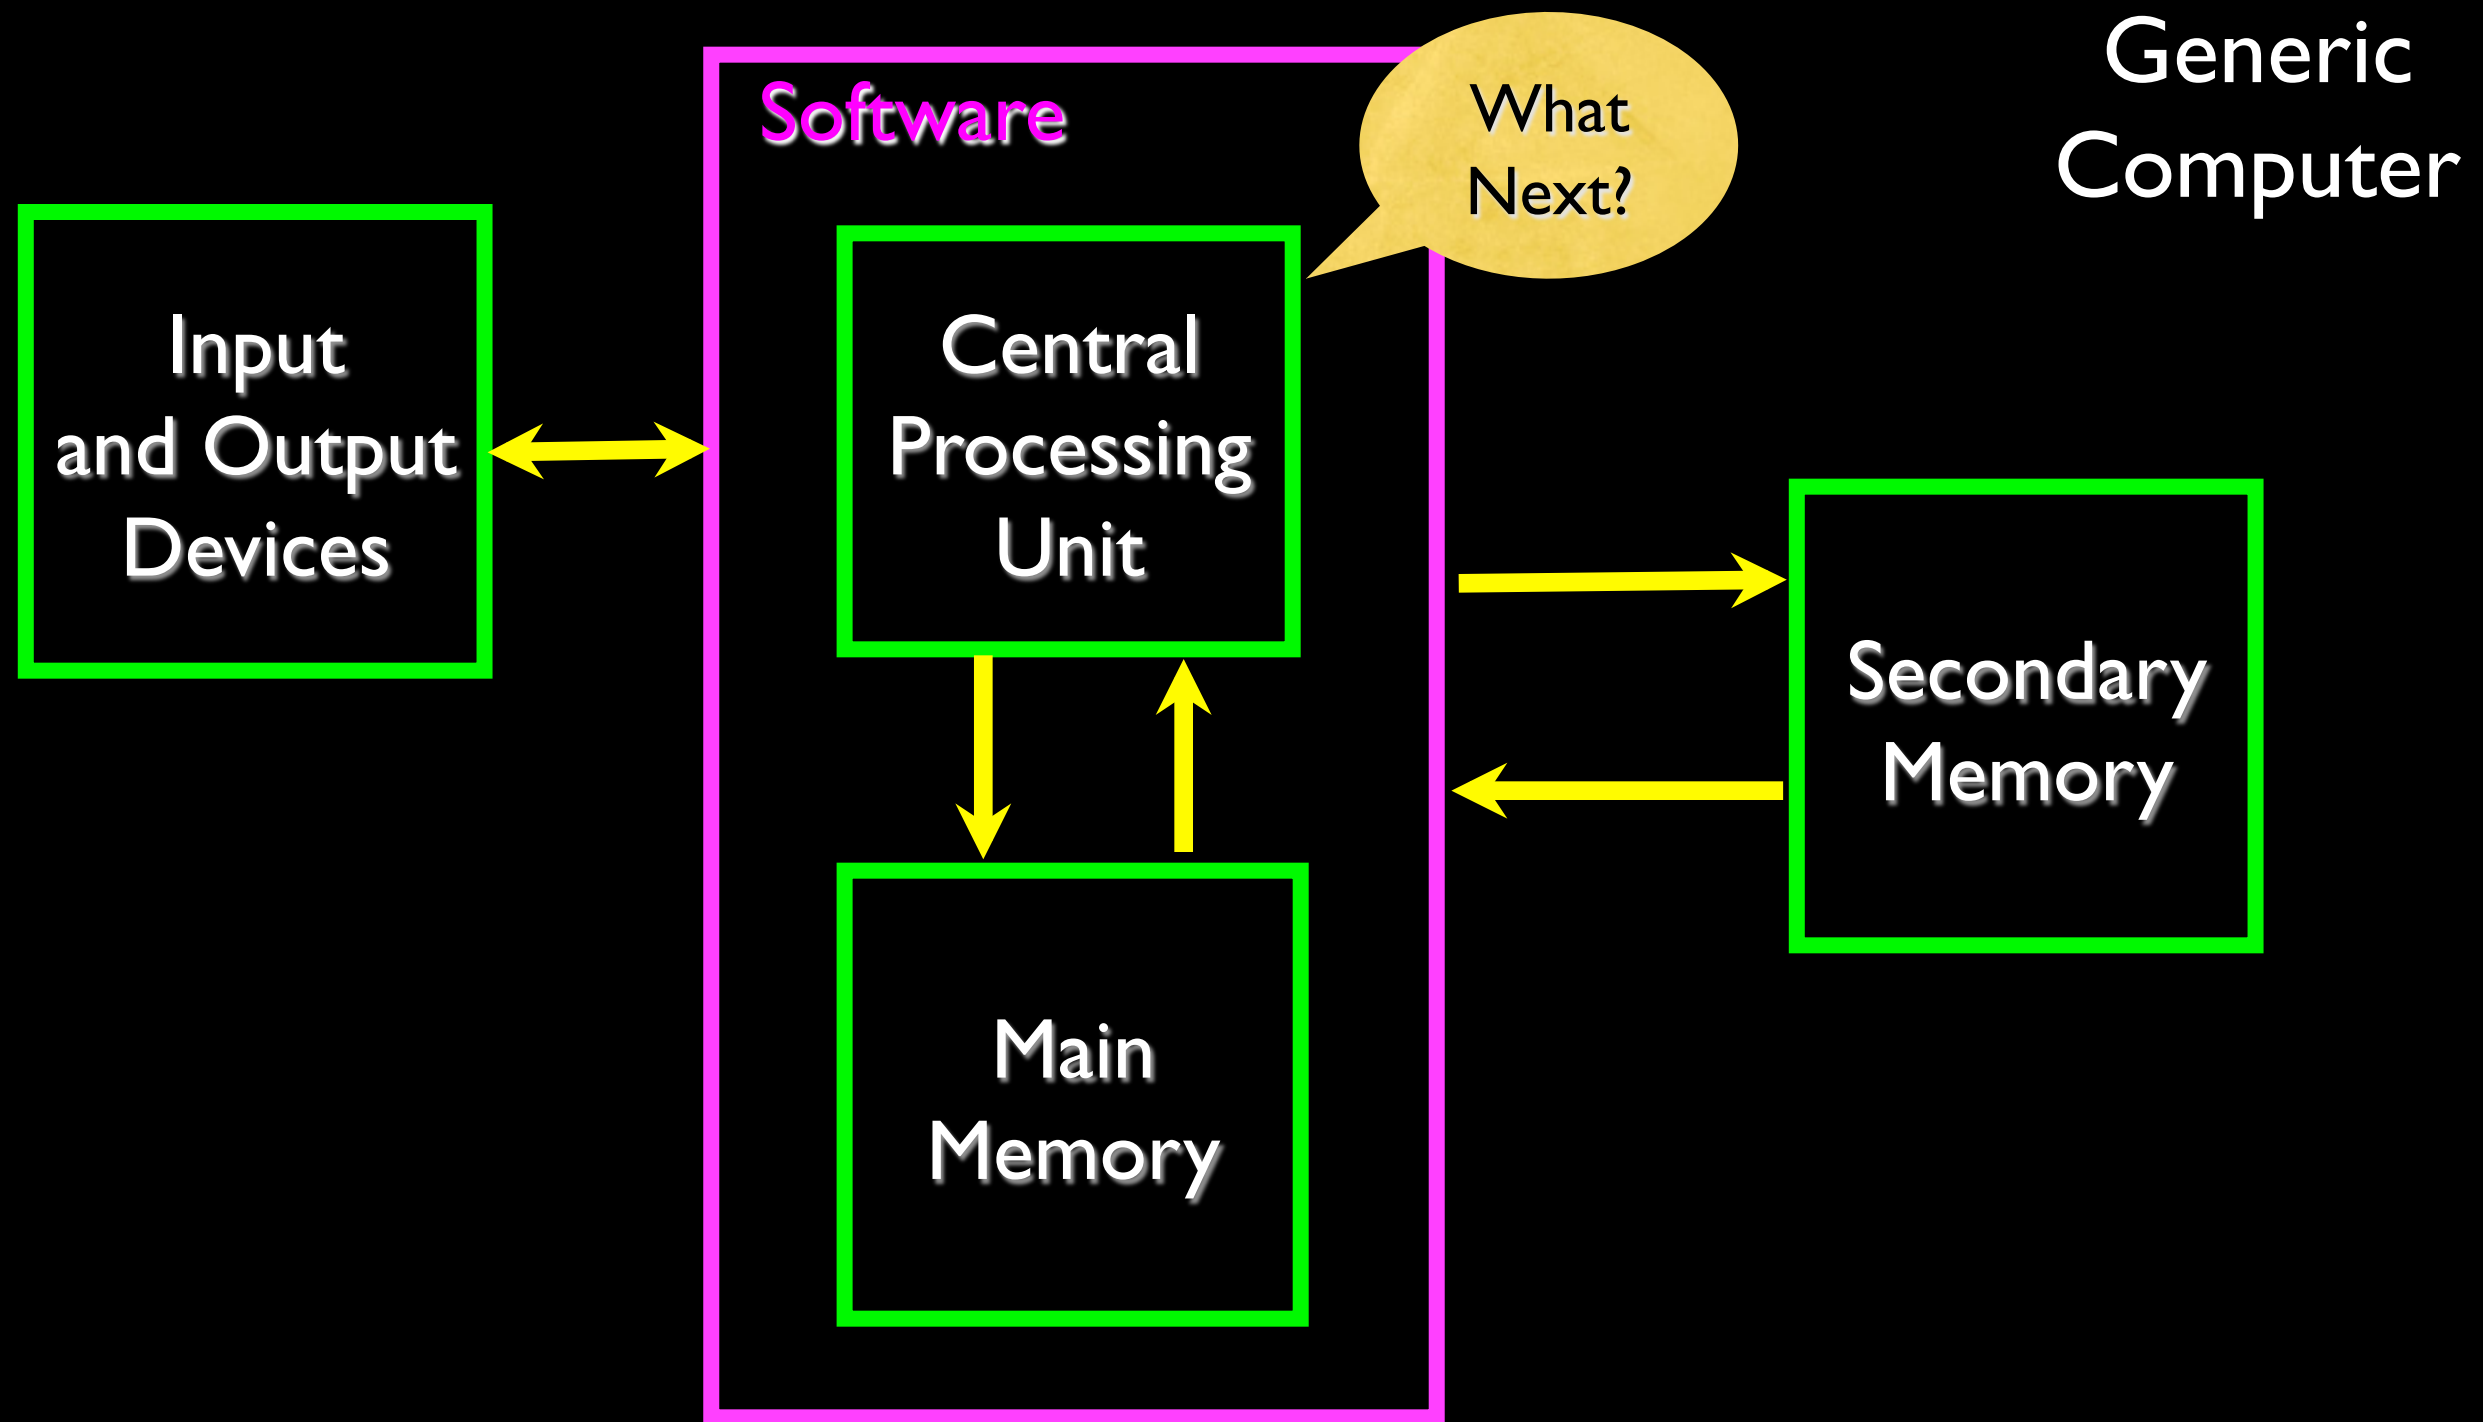 Generic
Computer
Software
What
Next?
Input
and Output
Devices
Central
Processing
Unit
Secondary
Memory
Main
Memory